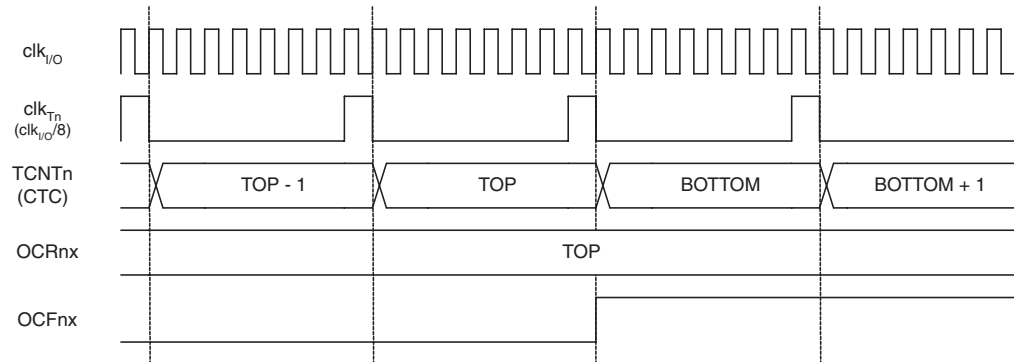 clkI/O
clkTn
(clkI/O/8)
TCNTn
(CTC)
TOP - 1
TOP
BOTTOM
BOTTOM + 1
OCRnx
TOP
OCFnx